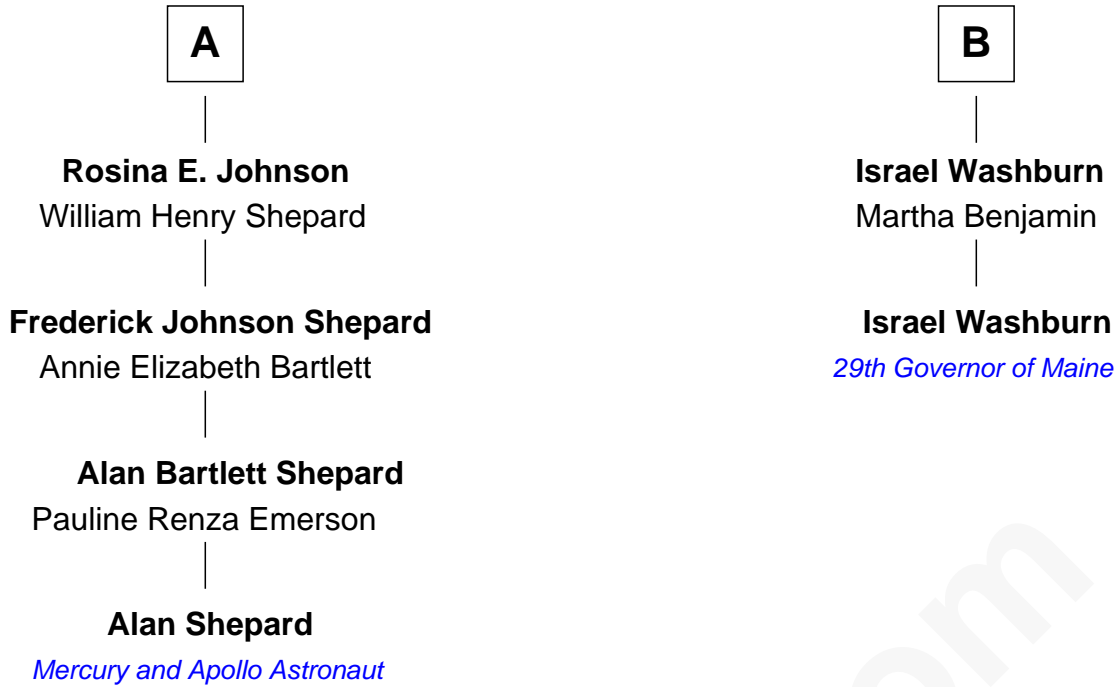 A
Rosina E. Johnson
William Henry Shepard
Frederick Johnson Shepard
Annie Elizabeth Bartlett
Alan Bartlett Shepard
Pauline Renza Emerson
Alan Shepard
Mercury and Apollo Astronaut
B
Israel Washburn
Martha Benjamin
Israel Washburn
29th Governor of Maine
om